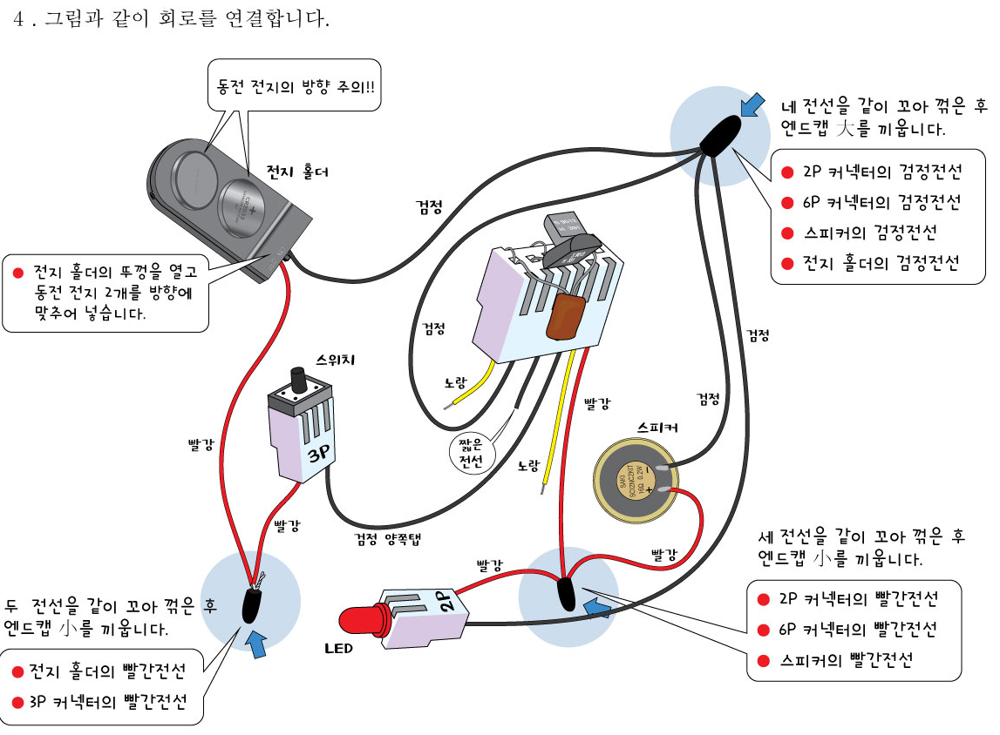 4 . 그림과 같이 회로를 연결합니다.
동전 전지의 방향 주의!!
전지 홀더
네 전선을 같이 꼬아 꺾은 후
엔드캡 大를 끼웁니다.
● 2P 커넥터의 검정전선
● 6P 커넥터의 검정전선
● 스피커의 검정전선
● 전지 홀더의 검정전선
검정
CR2032
● 전지 홀더의 뚜껑을 열고
동전 전지 2개를 방향에
맞추어 넣습니다.
검정
검정
스위치
노랑
빨강
검정
스피커
빨강
짧은
전선
3P
노랑
SC12NC2NIT
16Ω 0.2W
-
+
빨강
검정 양쪽탭
빨강
빨강
세 전선을 같이 꼬아 꺾은 후
엔드캡 小를 끼웁니다.
● 2P 커넥터의 빨간전선
● 6P 커넥터의 빨간전선
● 스피커의 빨간전선
2P
LED
두 전선을 같이 꼬아 꺾은 후
엔드캡 小를 끼웁니다.
● 전지 홀더의 빨간전선
● 3P 커넥터의 빨간전선